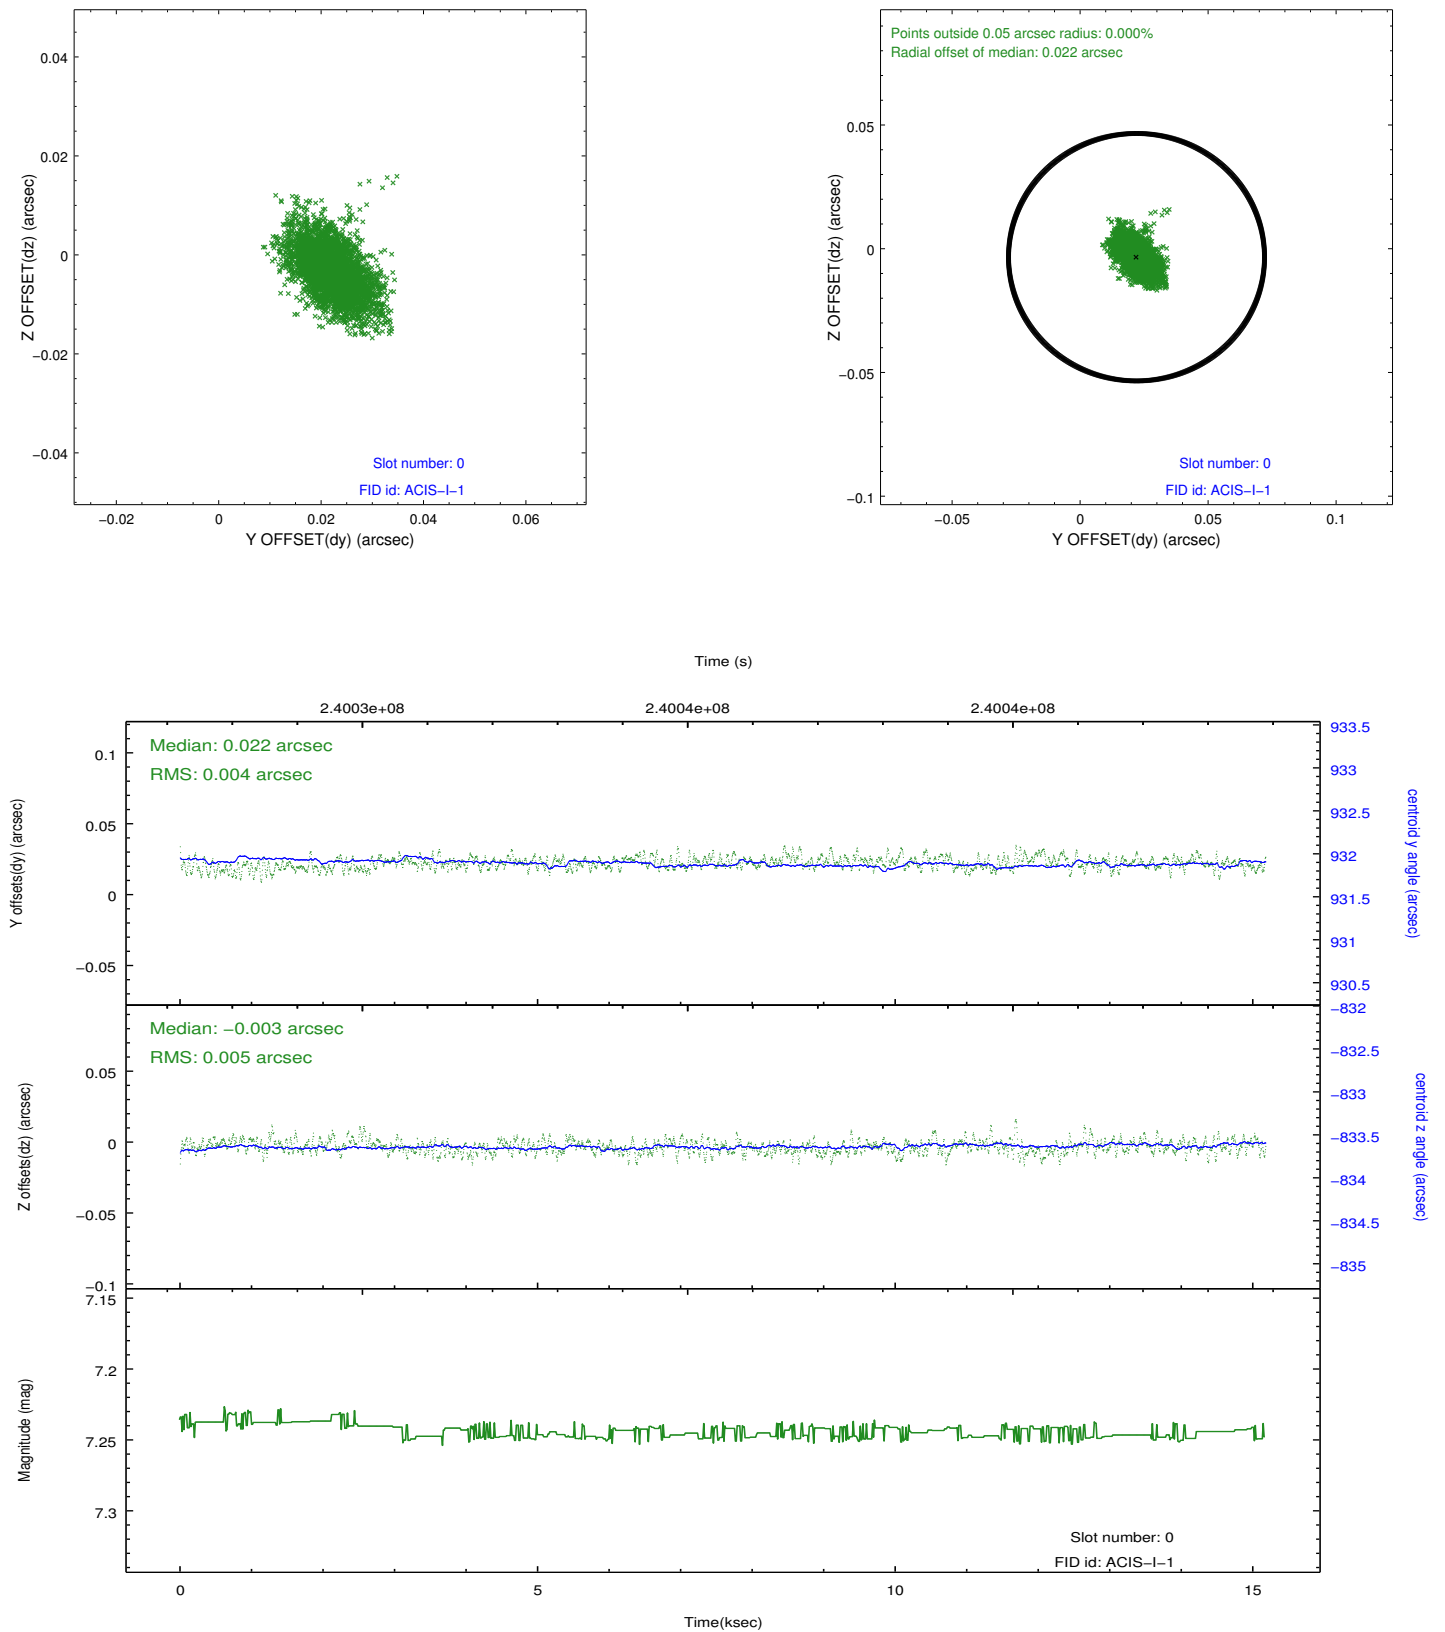 0.04
0.02
0
−0.02
−0.04
Z OFFSET(dz) (arcsec)
Slot number: 0
FID id: ACIS−I−1
−0.02
0
0.02
0.04
0.06
Y OFFSET(dy) (arcsec)
Points outside 0.05 arcsec radius: 0.000%
Radial offset of median: 0.022 arcsec
0.05
0
−0.05
−0.1
Z OFFSET(dz) (arcsec)
Slot number: 0
FID id: ACIS−I−1
−0.05
0
0.05
0.1
Y OFFSET(dy) (arcsec)
Time (s)
2.4003e+08
2.4004e+08
2.4004e+08
Median: 0.022 arcsec
RMS: 0.004 arcsec
0.1
0.05
0
−0.05
Y offsets(dy) (arcsec)
933.5
933
932.5
932
931.5
931
930.5
centroid y angle (arcsec)
Median: −0.003 arcsec
RMS: 0.005 arcsec
0.05
0
−0.05
−0.1
Z offsets(dz) (arcsec)
−832
−832.5
−833
−833.5
−834
−834.5
−835
centroid z angle (arcsec)
7.15
7.2
7.25
7.3
Magnitude (mag)
Slot number: 0
FID id: ACIS−I−1
0
5
10
15
Time(ksec)